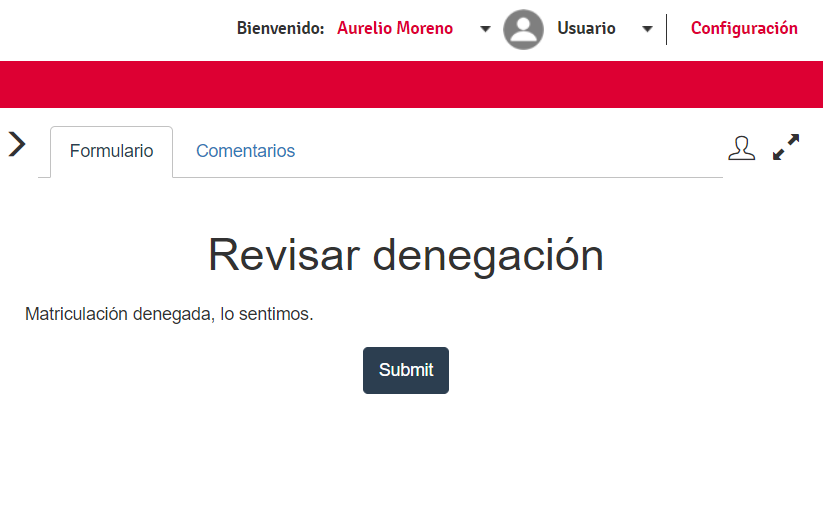 Bienvenido: Aurelio Moreno Usuario Configuración
Formulario Comentarios
Revisar denegación
Matriculación denegada, lo sentimos.
Submit